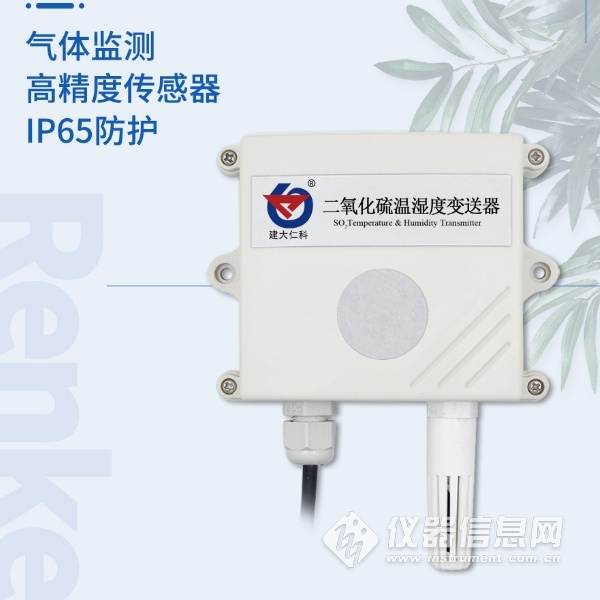 气体监测
高精度传感器
IP65防护
®
建大仁科
二氧化硫温湿度变送器
SO₂Temperature & Humidity Transmitter
Renke
仪器信息网
www.instrument.com.cn